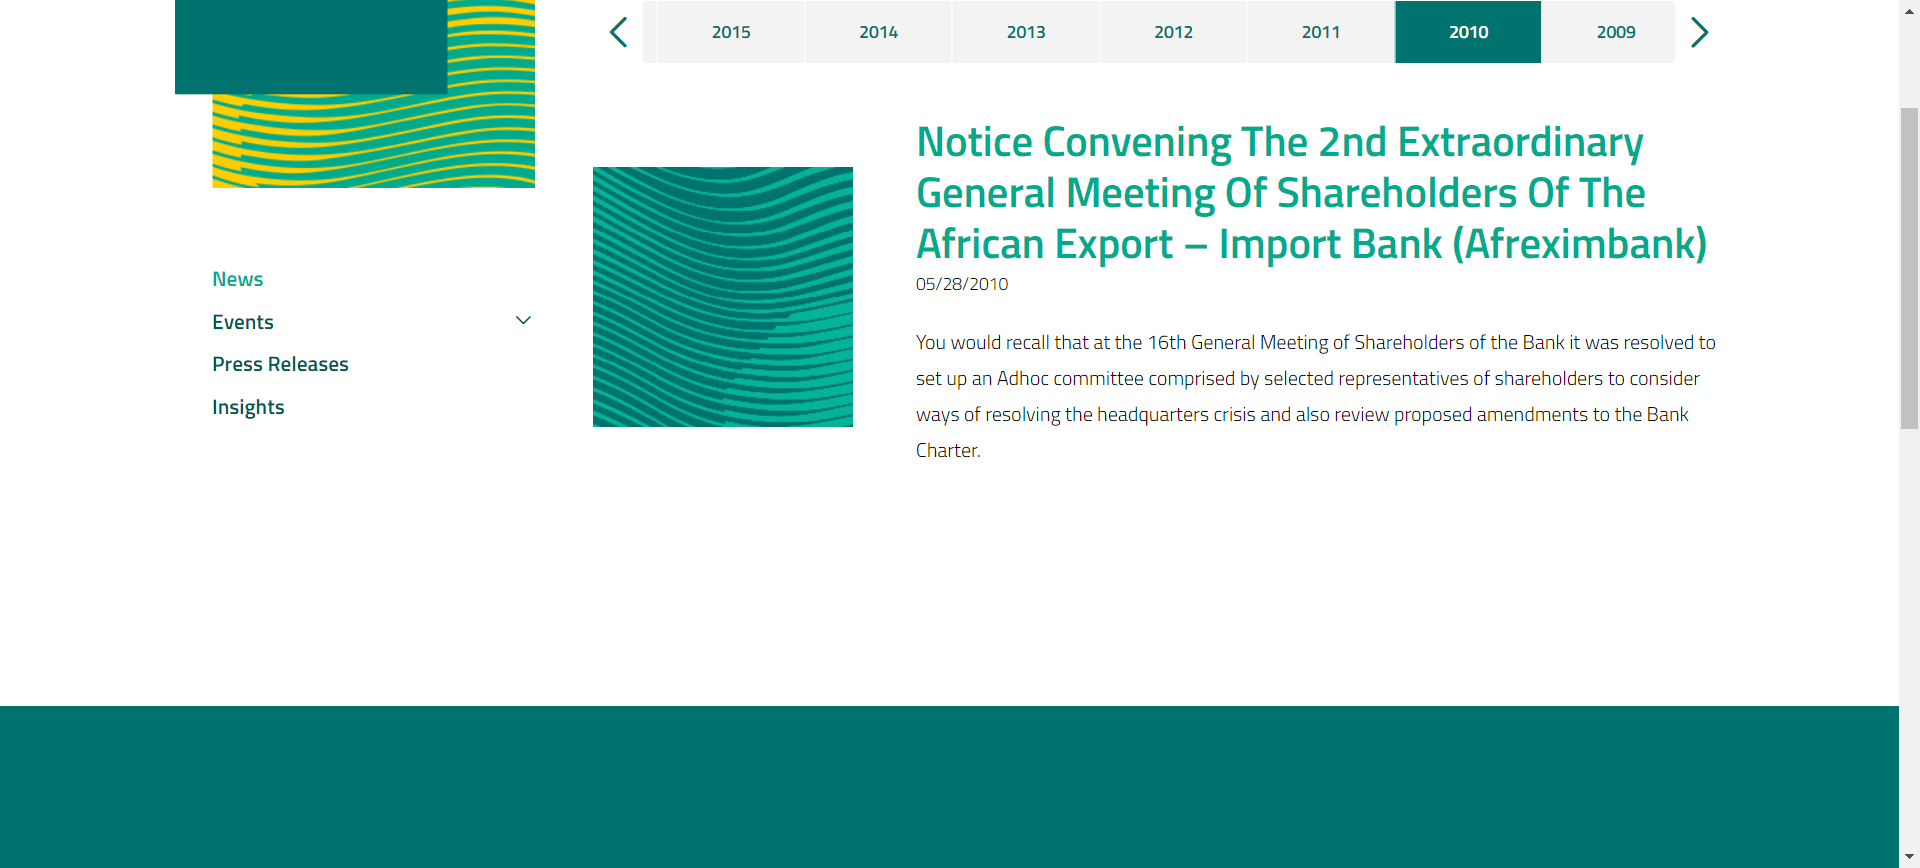 2015 2014 2013 2012 2011 2010 2009
Notice Convening The 2nd Extraordinary
General Meeting Of Shareholders Of The
African Export – Import Bank (Afreximbank)
05/28/2010
You would recall that at the 16th General Meeting of Shareholders of the Bank it was resolved to
set up an Adhoc committee comprised by selected representatives of shareholders to consider
ways of resolving the headquarters crisis and also review proposed amendments to the Bank
Charter.
News
Events
Press Releases
Insights